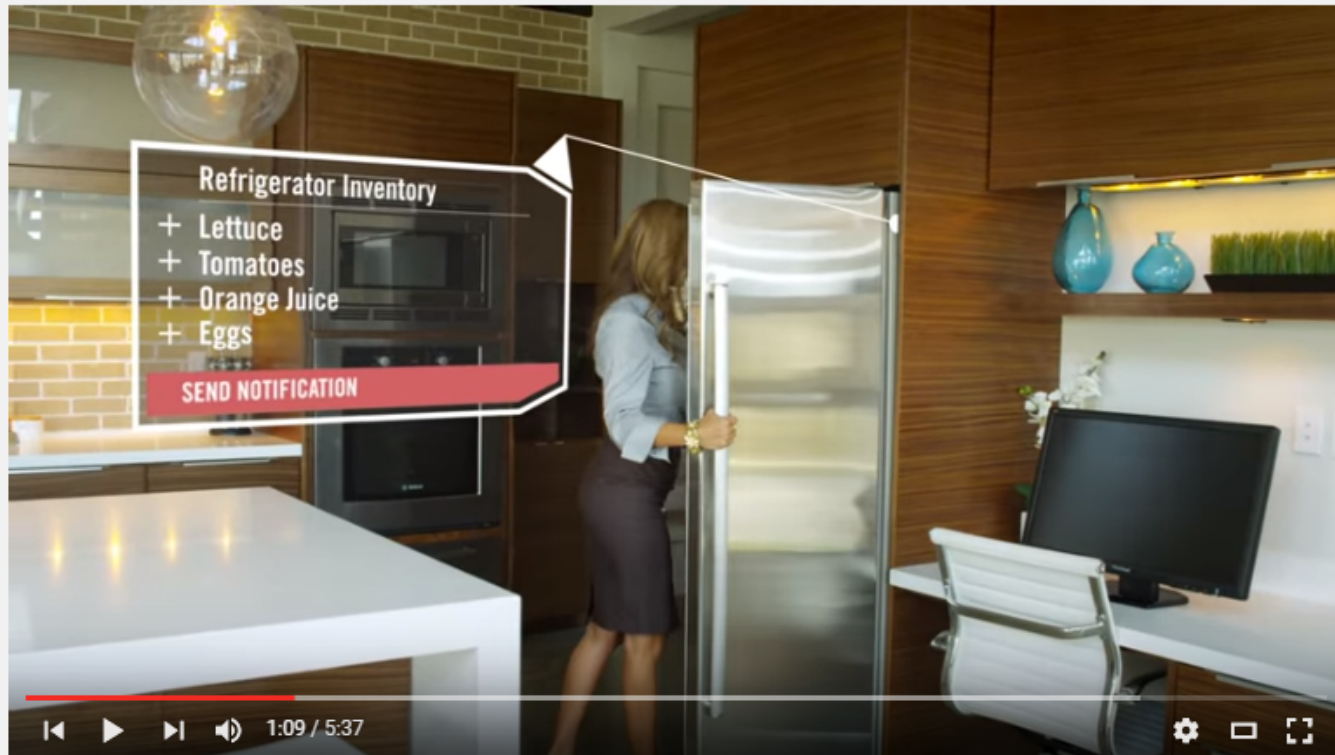 Refrigerator Inventory
+ Lettuce
+ Tomatoes
+ Orange Juice
+ Eggs
SEND NOTIFICATION
1:09 / 5:37